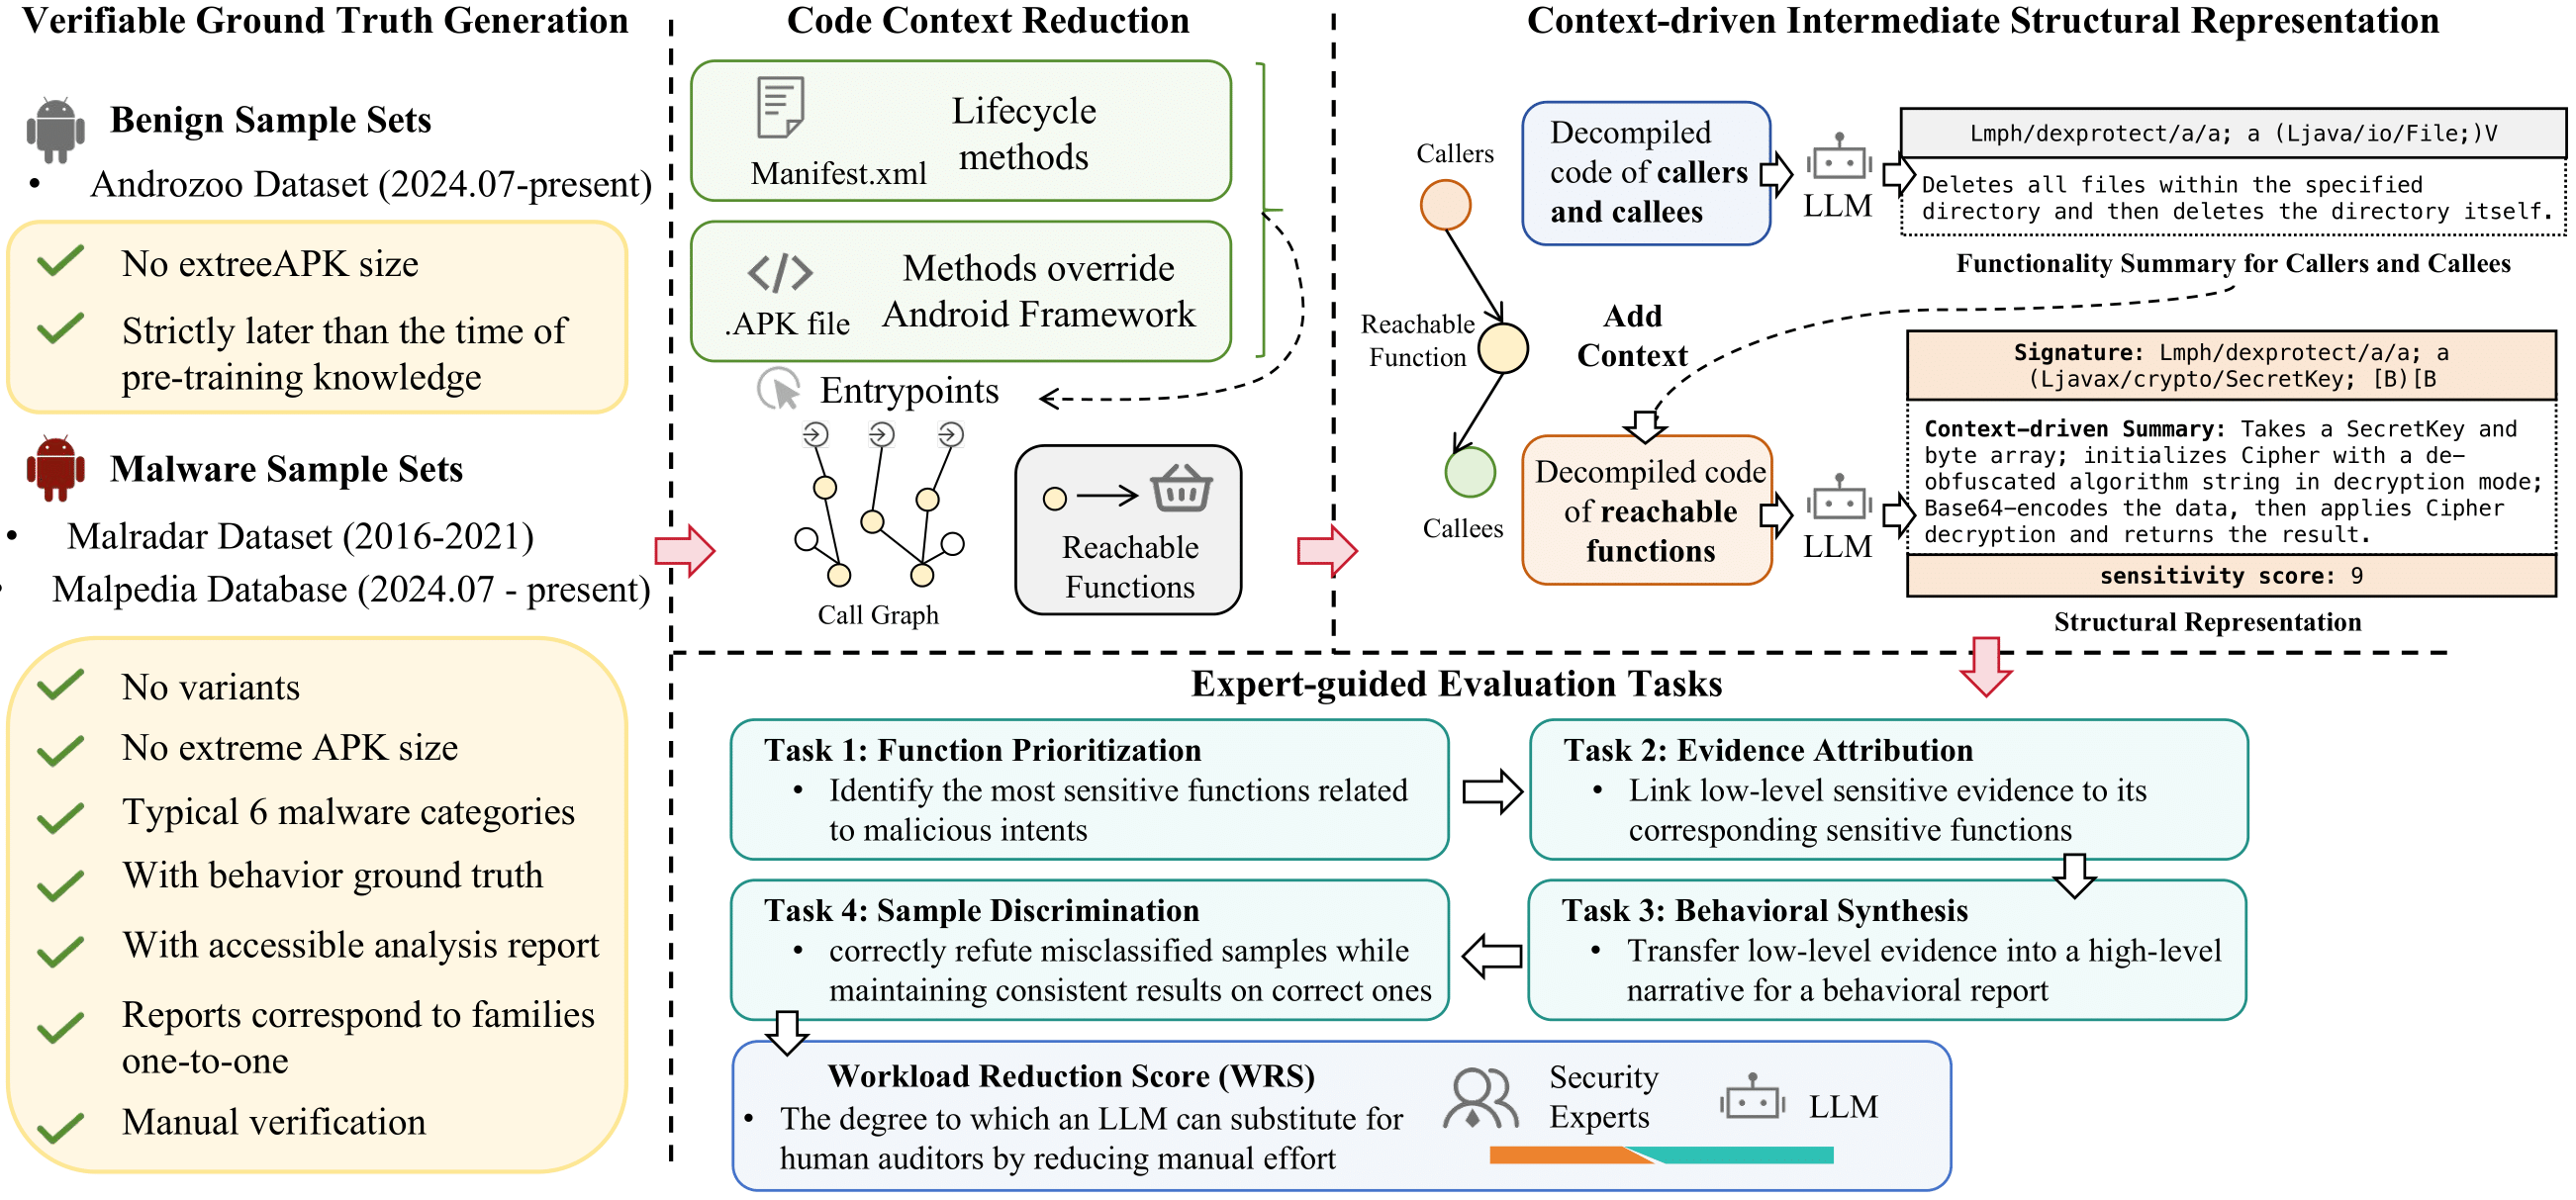 Verifiable Ground Truth Generation
Benign Sample Sets
• Androzoo Dataset (2024.07-present)
No extreeAPK size
Strictly later than the time of
pre-training knowledge
Malware Sample Sets
• Malradar Dataset (2016-2021)
• Malpedia Database (2024.07 - present)
No variants
No extreme APK size
Typical 6 malware categories
With behavior ground truth
With accessible analysis report
Reports correspond to families
one-to-one
Manual verification
Code Context Reduction
Manifest.xml
Lifecycle
methods
</>
.APK file
Methods override
Android Framework
Entrypoints
Call Graph
Reachable
Functions
Context-driven Intermediate Structural Representation
Callers
Reachable
Function
Callees
Decompiled
code of callers
and callees
LLM
Lmph/dexprotect/a/a; a (Ljava/io/File;)V
Deletes all files within the specified
directory and then deletes the directory itself.
Functionality Summary for Callers and Callees
Add
Context
Decompiled code
of reachable
functions
LLM
Signature: Lmph/dexprotect/a/a; a
(Ljavax/crypto/SecretKey; [B)[B
Context-driven Summary: Takes a SecretKey and
byte array; initializes Cipher with a de-
obfuscated algorithm string in decryption mode;
Base64-encodes the data, then applies Cipher
decryption and returns the result.
sensitivity score: 9
Structural Representation
Expert-guided Evaluation Tasks
Task 1: Function Prioritization
• Identify the most sensitive functions related
to malicious intents
Task 2: Evidence Attribution
• Link low-level sensitive evidence to its
corresponding sensitive functions
Task 3: Behavioral Synthesis
• Transfer low-level evidence into a high-level
narrative for a behavioral report
Task 4: Sample Discrimination
• correctly refute misclassified samples while
maintaining consistent results on correct ones
Workload Reduction Score (WRS)
• The degree to which an LLM can substitute for
human auditors by reducing manual effort
Security
Experts
LLM